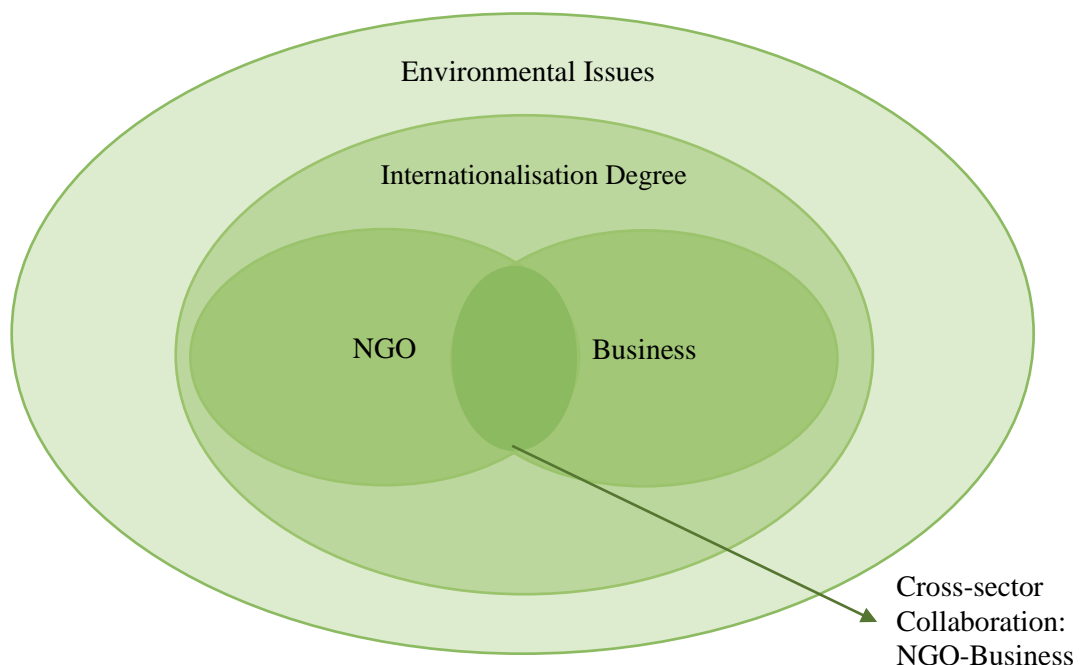 Environmental Issues
Internationalisation Degree
NGO
Business
Cross-sector
Collaboration:
NGO-Business